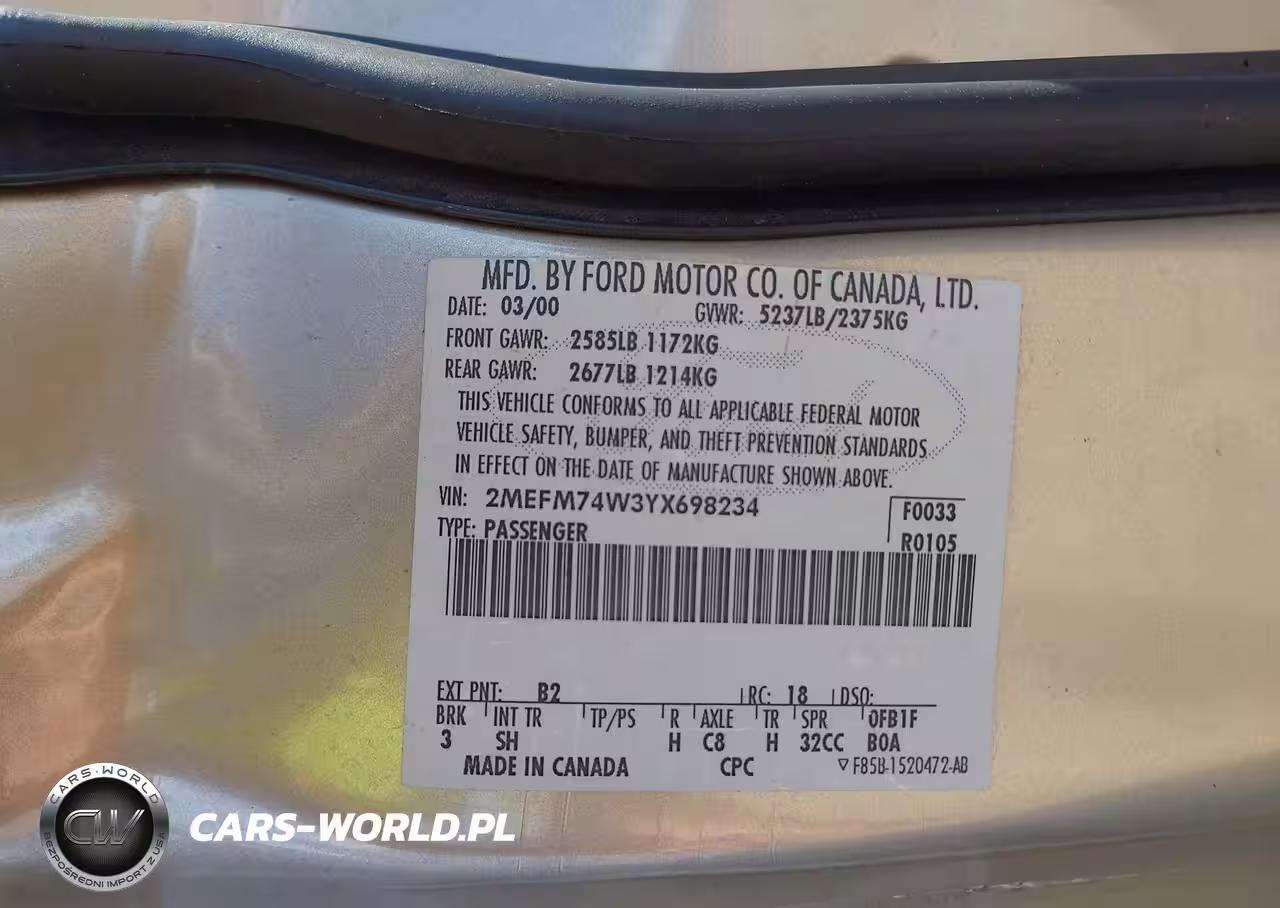 MFD. BY FORD MOTOR CO. OF CANADA, LTD.
DATE: 03/00 GVWR: 5237LB/2375KG
FRONT GAWR: 2585LB 1172KG
REAR GAWR: 2677LB 1214KG
THIS VEHICLE CONFORMS TO ALL APPLICABLE FEDERAL MOTOR
VEHICLE SAFETY, BUMPER, AND THEFT PREVENTION STANDARDS
IN EFFECT ON THE DATE OF MANUFACTURE SHOWN ABOVE.
VIN: 2MEFM74W3YX698234
F0033
TYPE: PASSENGER
R0105
EXT PNT: B2 RC: 18 DSO:
BRK INT TR TP/PS R AXLE TR SPR 0FB1F
3 SH H C8 H 32CC B0A
MADE IN CANADA CPC ▽ F85B-1520472-AB
CARS-WORLD
CW
BEZPOŚREDNI IMPORT Z USA
CARS-WORLD.PL